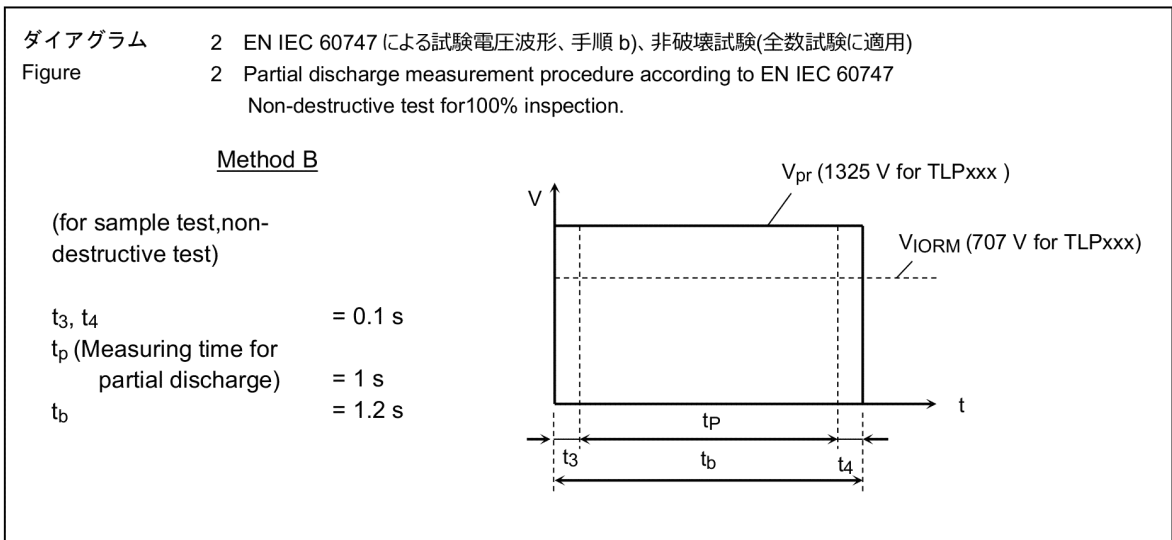 ダイアグラム 2 EN IEC 60747 による試験電圧波形、手順 b)、非破壊試験(全数試験に適用)
Figure 2 Partial discharge measurement procedure according to EN IEC 60747
Non-destructive test for100% inspection.
Method B
(for sample test,non-
destructive test)
t3, t4 = 0.1 s
tp (Measuring time for
partial discharge) = 1 s
tb = 1.2 s
Vpr (1325 V for TLPxxx )
V
VIORM (707 V for TLPxxx)
t
tP
t3 tb t4